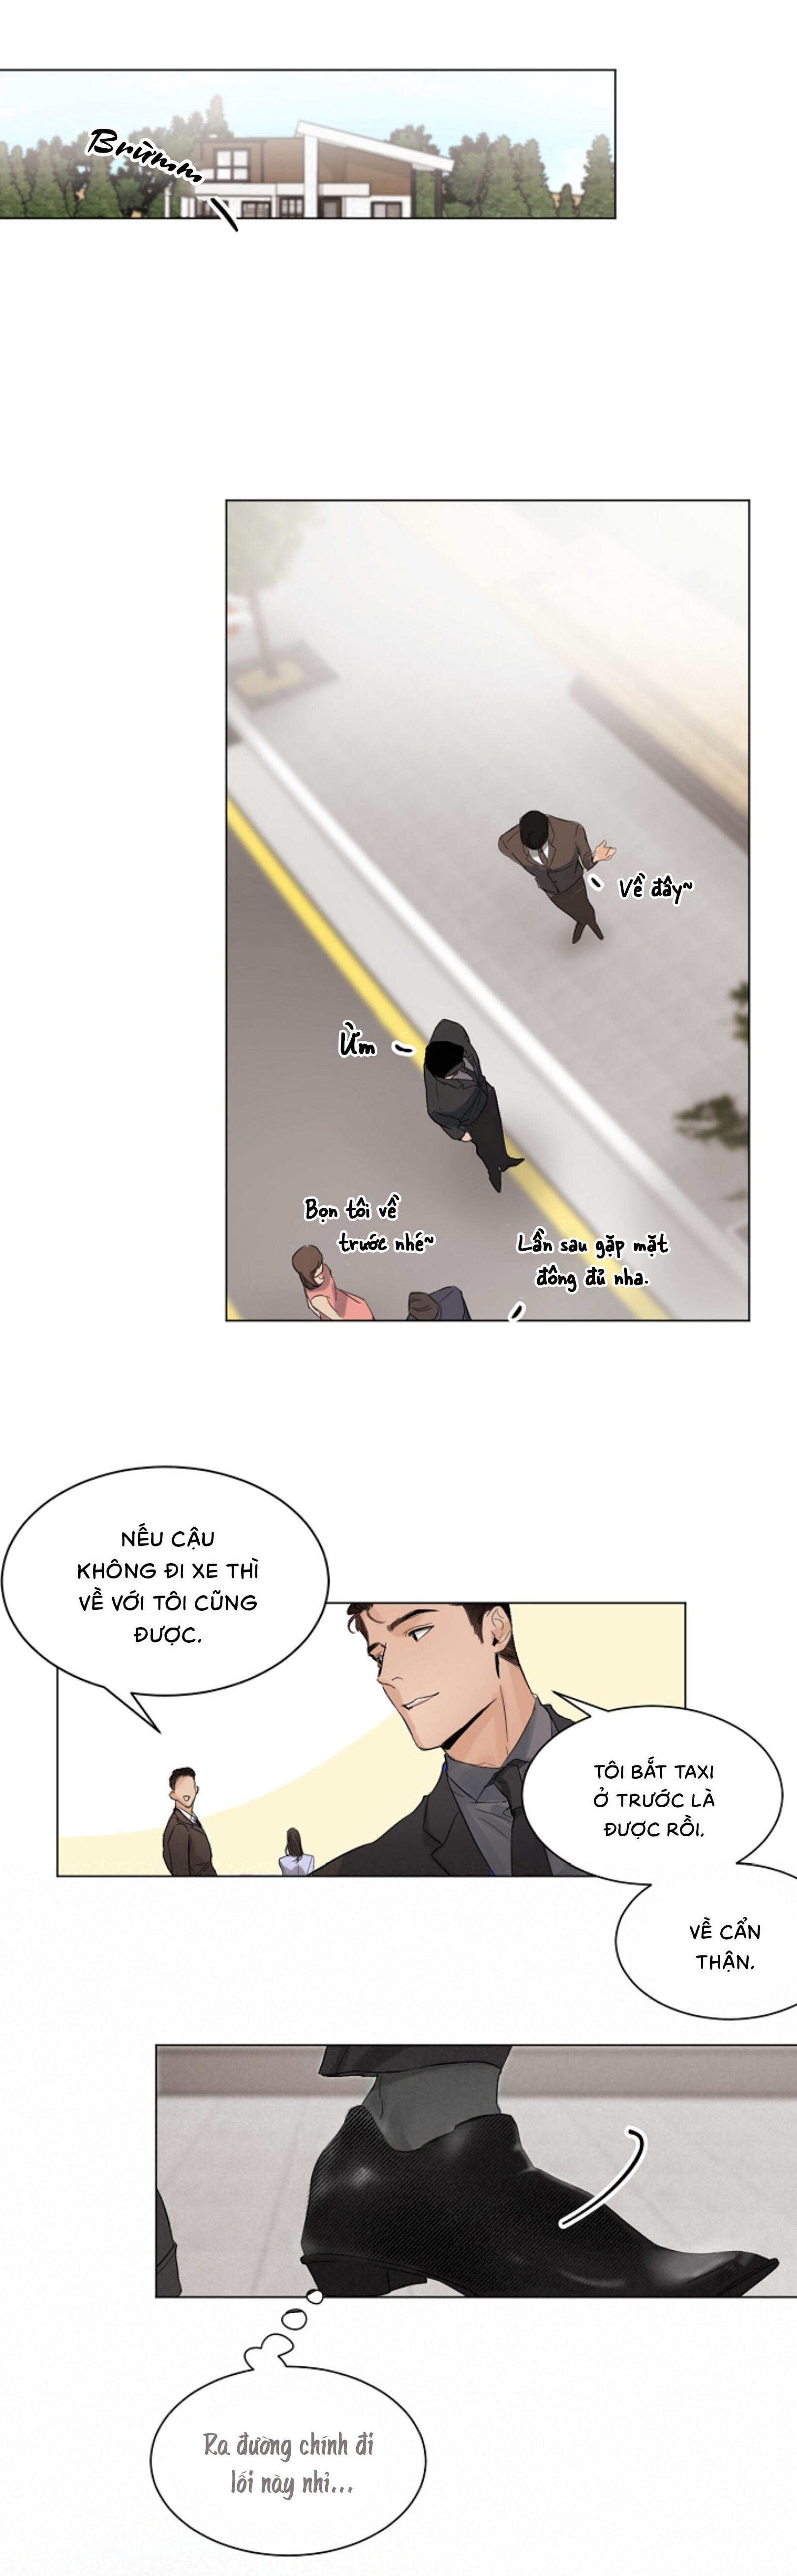 Brừmm
Về đây~
Ừm
Bọn tôi về
trước nhé~
Lần sau gặp mặt
đông đủ nha.
NẾU CẬU
KHÔNG ĐI XE THÌ
VỀ VỚI TÔI CŨNG
ĐƯỢC.
TÔI BẮT TAXI
Ở TRƯỚC LÀ
ĐƯỢC RỒI.
VỀ CẨN
THẬN.
Ra đường chính đi
lối này nhỉ...